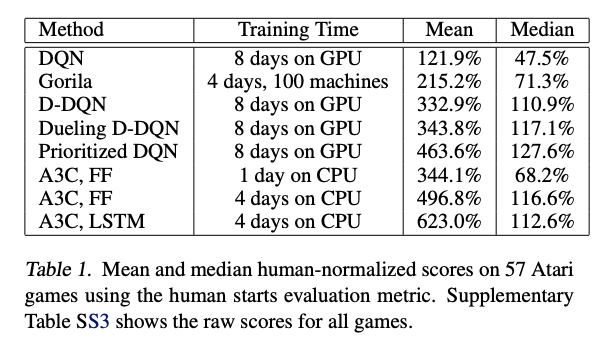 Method Training Time Mean Median
DQN 8 days on GPU 121.9% 47.5%
Gorila 4 days, 100 machines 215.2% 71.3%
D-DQN 8 days on GPU 332.9% 110.9%
Dueling D-DQN 8 days on GPU 343.8% 117.1%
Prioritized DQN 8 days on GPU 463.6% 127.6%
A3C, FF 1 day on CPU 344.1% 68.2%
A3C, FF 4 days on CPU 496.8% 116.6%
A3C, LSTM 4 days on CPU 623.0% 112.6%
Table 1. Mean and median human-normalized scores on 57 Atari
games using the human starts evaluation metric. Supplementary
Table SS3 shows the raw scores for all games.